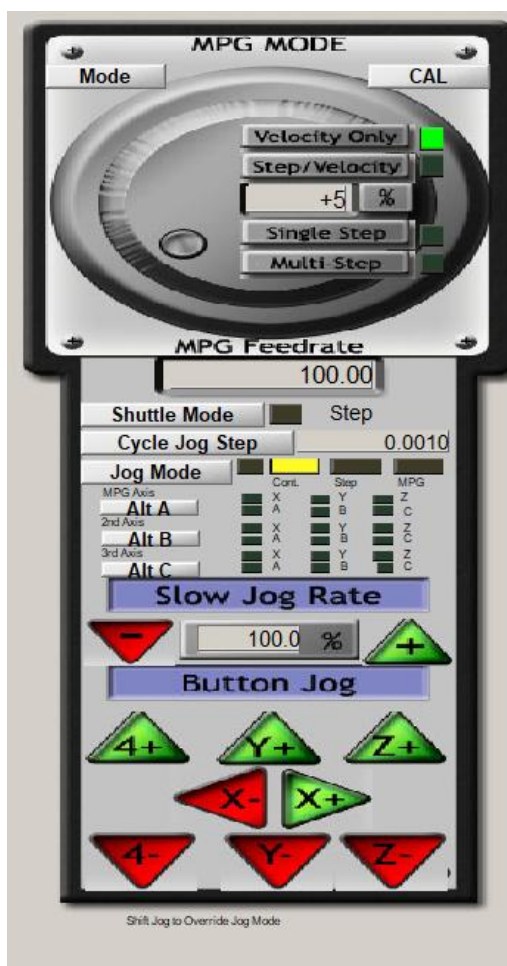 MPG MODE
Mode CAL
Velocity Only
Step/Velocity
+5 %
Single Step
Multi-Step
MPG Feedrate
100.00
Shuttle Mode Step
Cycle Jog Step 0.0010
Jog Mode
Cont. Step MPG
MPG Axis
X Y Z
Alt A A B C
2nd Axis
X Y Z
Alt B A B C
3rd Axis
X Y Z
Alt C A B C
Slow Jog Rate
- 100.0 % +
Button Jog
4+ Y+ Z+
X- X+
4- Y- Z-
Shift Jog to Override Jog Mode